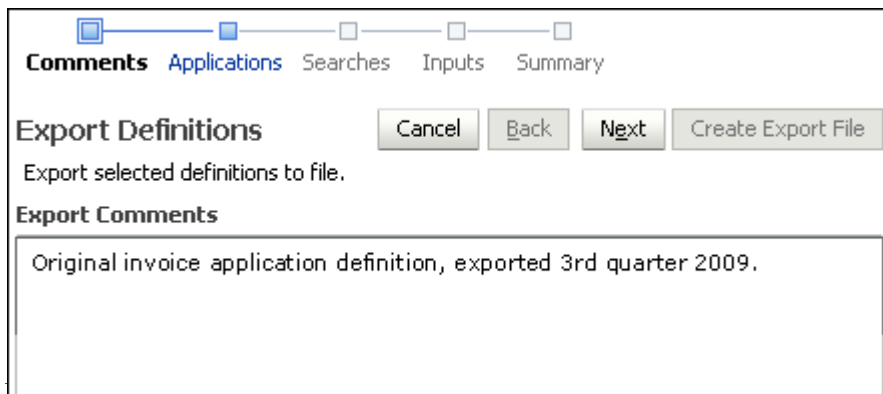 Comments Applications Searches Inputs Summary
Export Definitions Cancel Back Next Create Export File
Export selected definitions to file.
Export Comments
Original invoice application definition, exported 3rd quarter 2009.